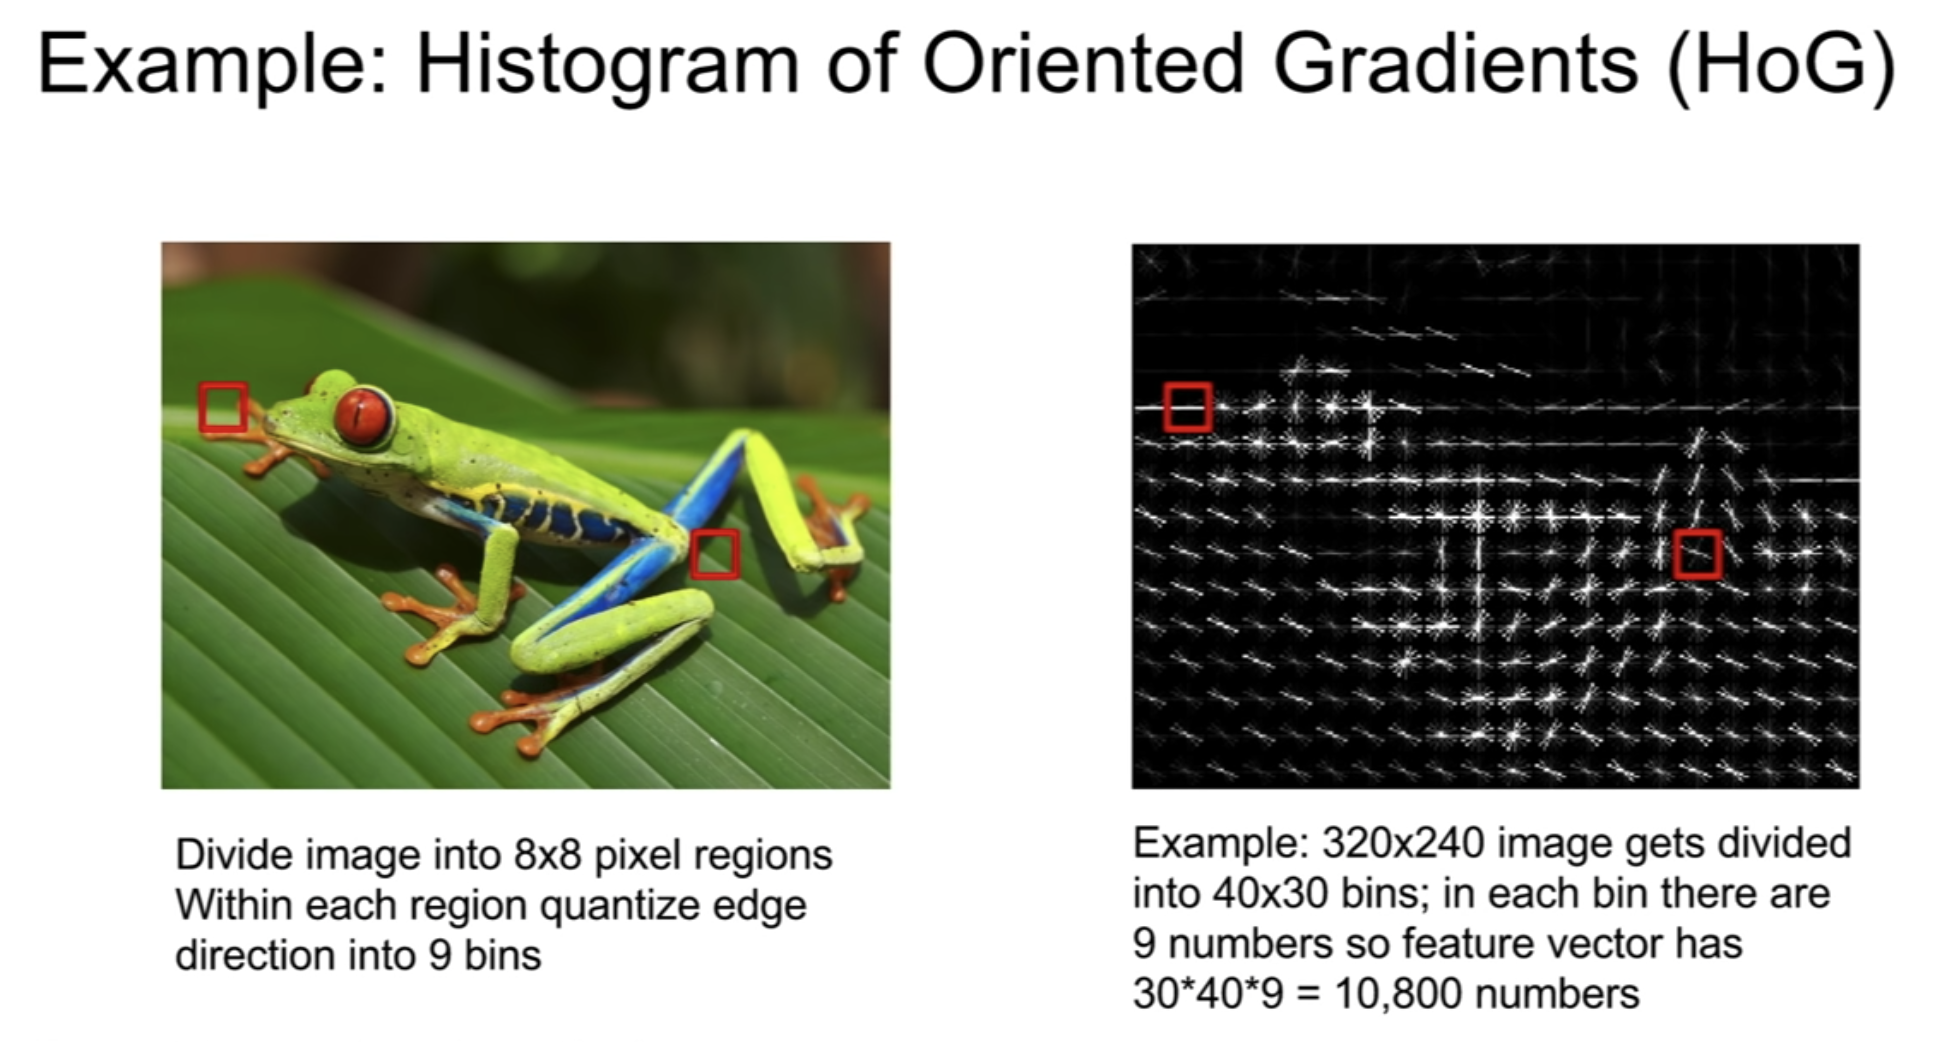 Example: Histogram of Oriented Gradients (HoG)
Divide image into 8x8 pixel regions
Within each region quantize edge
direction into 9 bins
Example: 320x240 image gets divided
into 40x30 bins; in each bin there are
9 numbers so feature vector has
30*40*9 = 10,800 numbers